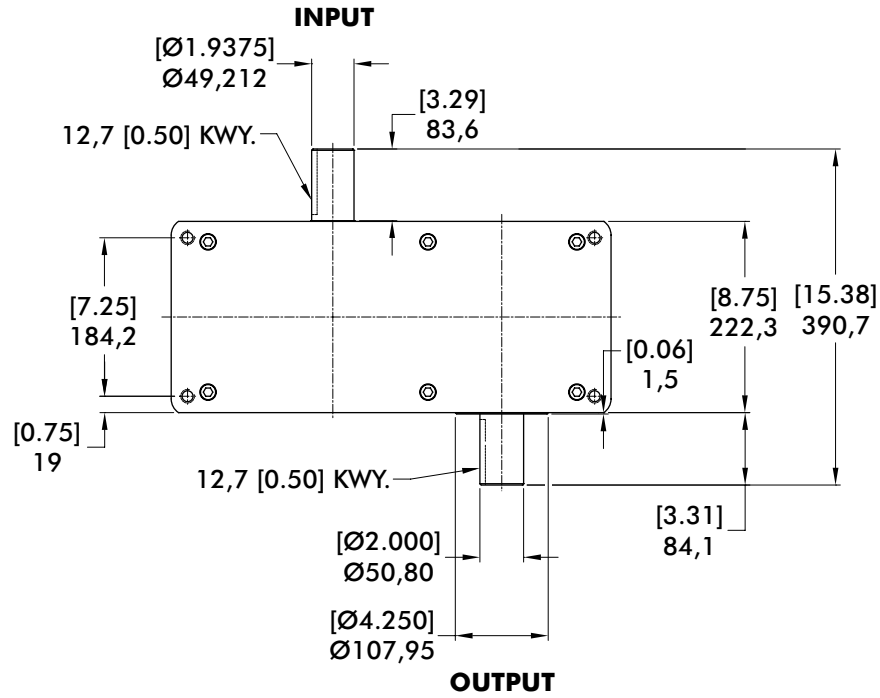 INPUT
[Ø1.9375]
Ø49,212
[3.29]
83,6
12,7 [0.50] KWY.
[7.25]
184,2
[8.75]
222,3
[15.38]
390,7
[0.06]
1,5
[0.75]
19
12,7 [0.50] KWY.
[3.31]
84,1
[Ø2.000]
Ø50,80
[Ø4.250]
Ø107,95
OUTPUT